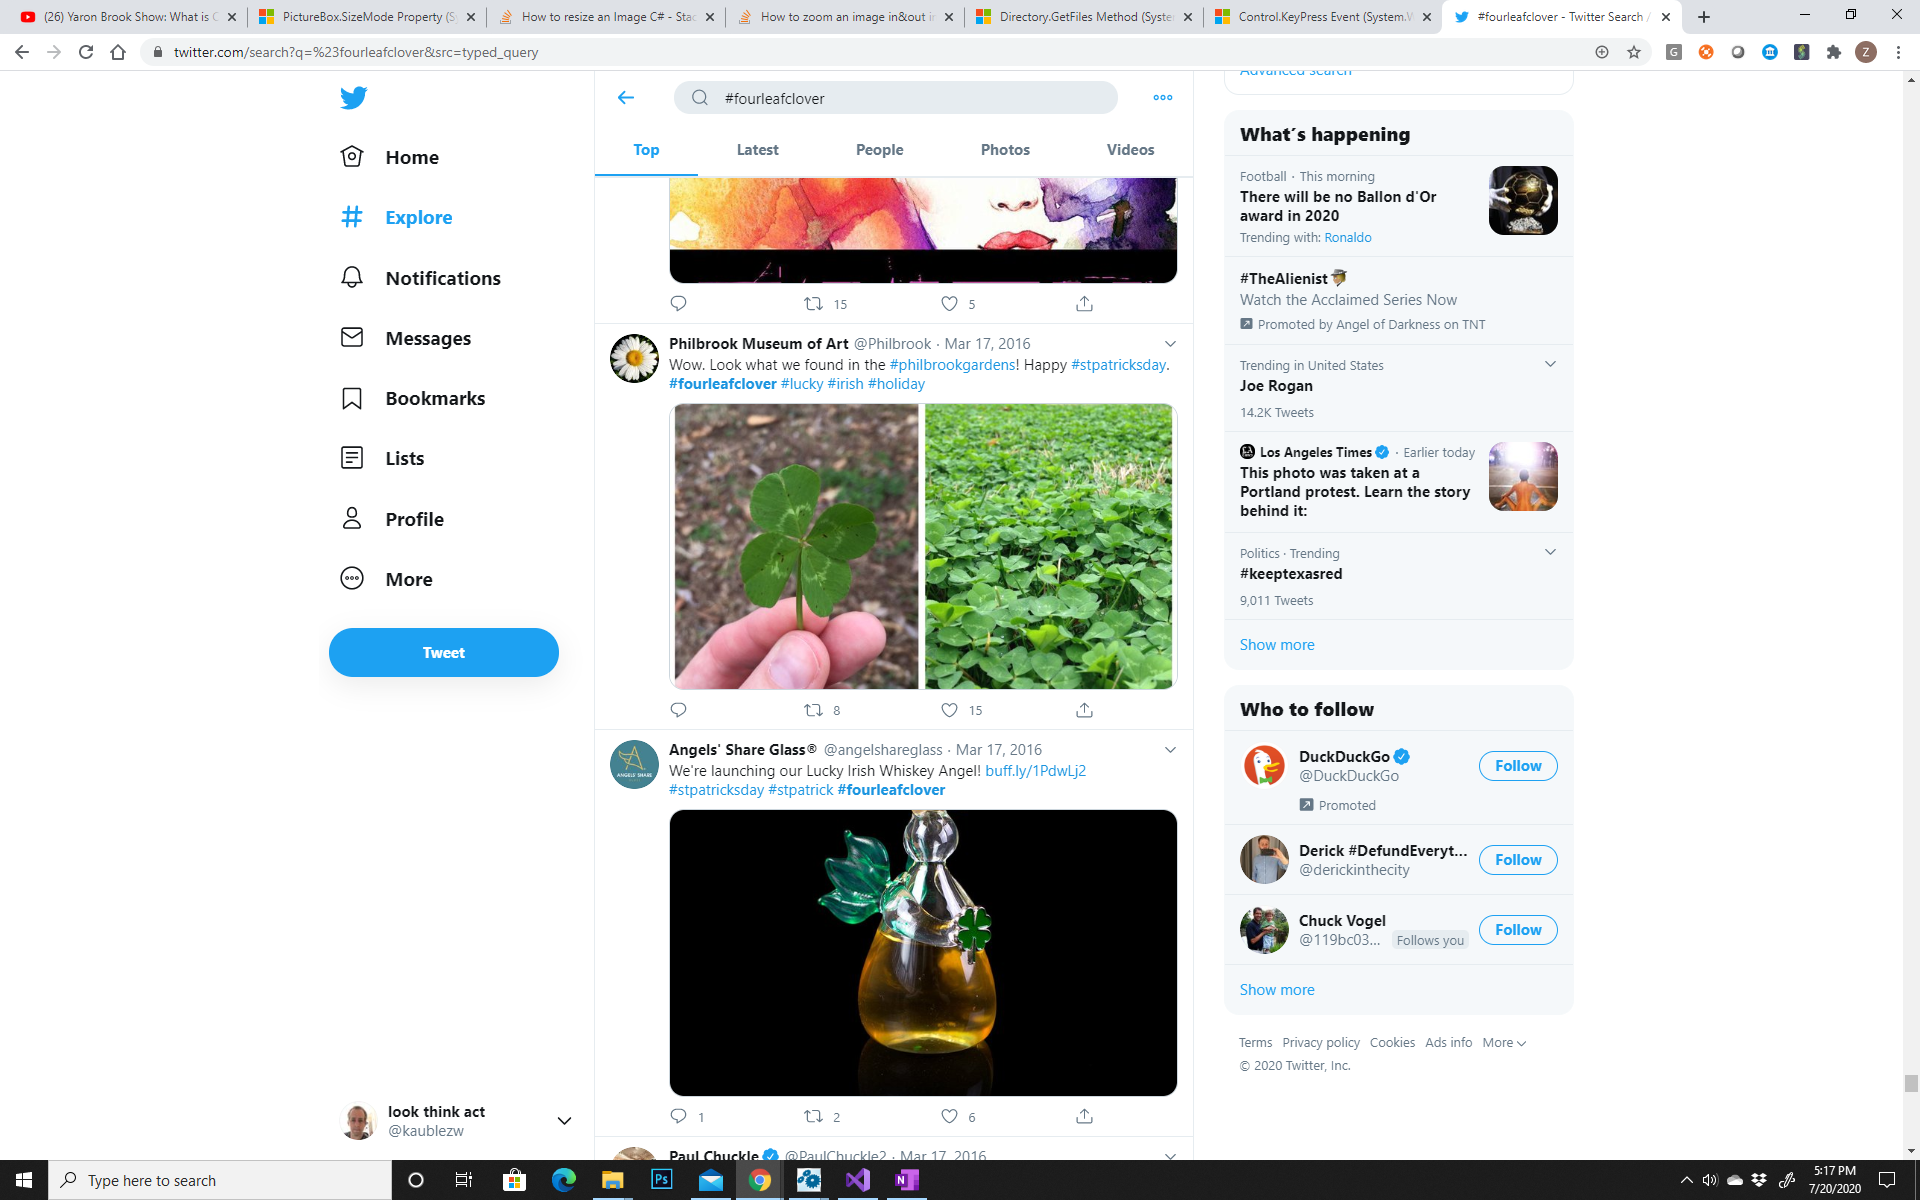 (26) Yaron Brook Show: What is C
PictureBox.SizeMode Property (Sy
How to resize an Image C# - Stac
How to zoom an image in&out in
Directory.GetFiles Method (Syste
Control.KeyPress Event (System.W
#fourleafclover - Twitter Search /
twitter.com/search?q=%23fourleafclover&src=typed_query
G
Z
Home
Explore
Notifications
Messages
Bookmarks
Lists
Profile
More
Tweet
look think act
@kaublezw
#fourleafclover
Top
Latest
People
Photos
Videos
15
5
Philbrook Museum of Art @Philbrook · Mar 17, 2016
Wow. Look what we found in the #philbrookgardens! Happy #stpatricksday.
#fourleafclover #lucky #irish #holiday
8
15
Angels' Share Glass® @angelshareglass · Mar 17, 2016
We're launching our Lucky Irish Whiskey Angel! buff.ly/1PdwLj2
#stpatricksday #stpatrick #fourleafclover
ANGELS' SHARE
1
2
6
Paul Chuckle @PaulChuckle2 · Mar 17, 2016
Advanced search
What's happening
Football · This morning
There will be no Ballon d'Or
award in 2020
Trending with: Ronaldo
#TheAlienist
Watch the Acclaimed Series Now
Promoted by Angel of Darkness on TNT
Trending in United States
Joe Rogan
14.2K Tweets
Los Angeles Times · Earlier today
This photo was taken at a
Portland protest. Learn the story
behind it:
Politics · Trending
#keeptexasred
9,011 Tweets
Show more
Who to follow
DuckDuckGo
@DuckDuckGo
Follow
Promoted
Derick #DefundEveryt...
@derickinthecity
Follow
Chuck Vogel
@119bc03...
Follows you
Follow
Show more
Terms Privacy policy Cookies Ads info More
© 2020 Twitter, Inc.
Type here to search
Ps
N
5:17 PM
7/20/2020